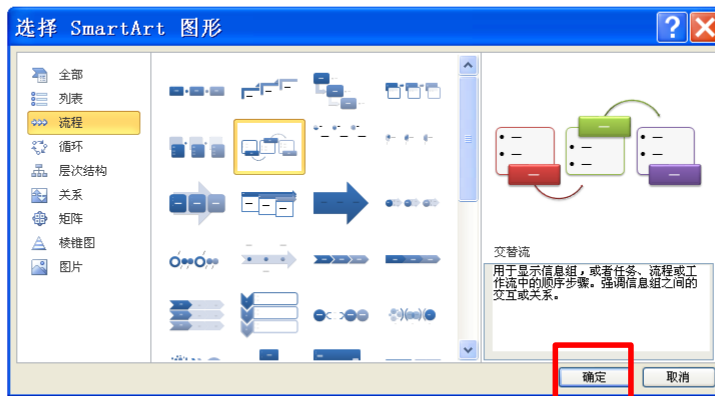 选择 SmartArt 图形
全部
列表
流程
循环
层次结构
关系
矩阵
棱锥图
图片
交替流
用于显示信息组，或者任务、流程或工
作流中的顺序步骤。强调信息组之间的
交互或关系。
确定
取消